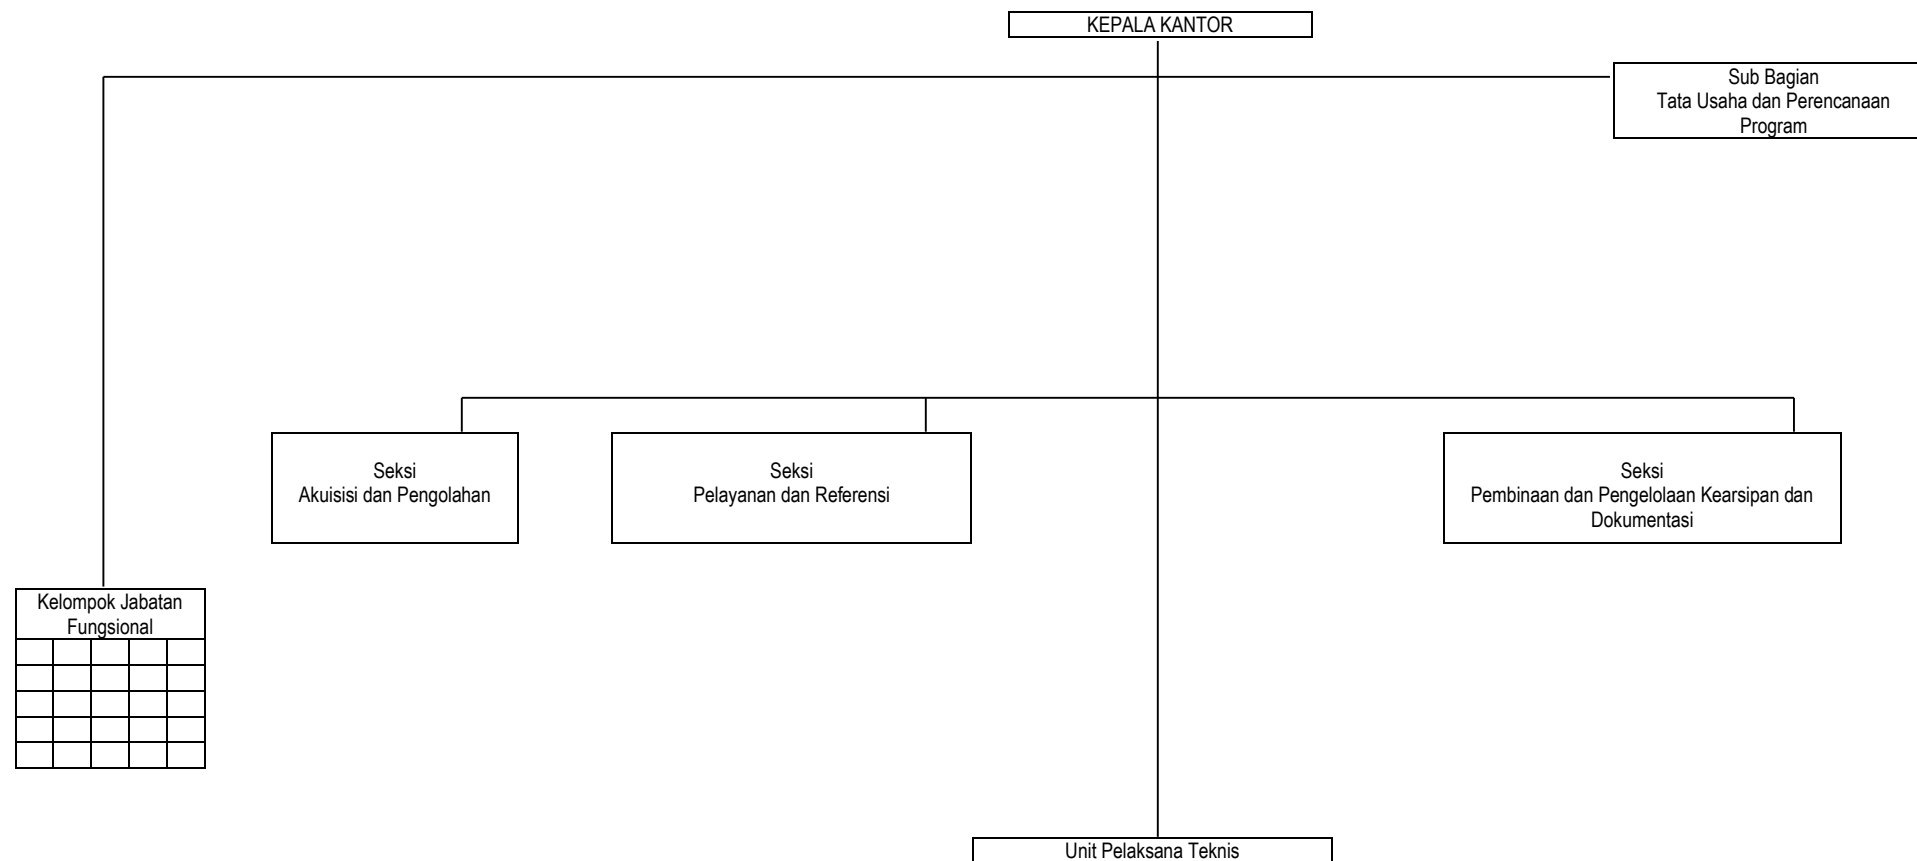 KEPALA KANTOR
Sub Bagian
Tata Usaha dan Perencanaan
Program
Seksi
Akuisisi dan Pengolahan
Seksi
Pelayanan dan Referensi
Seksi
Pembinaan dan Pengelolaan Kearsipan dan
Dokumentasi
Kelompok Jabatan
Fungsional
Unit Pelaksana Teknis